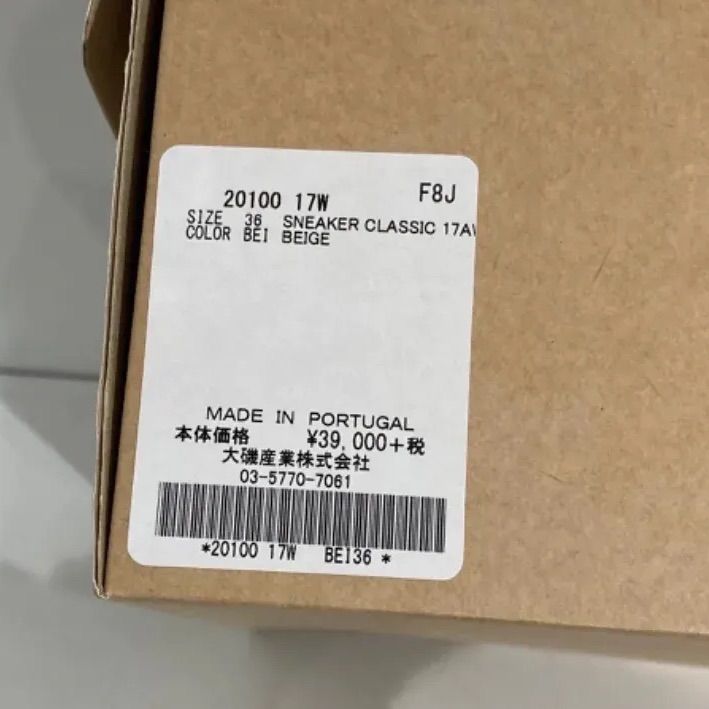 20100 17W F8J
SIZE 36 SNEAKER CLASSIC 17AW
COLOR BEI BEIGE
MADE IN PORTUGAL
本体価格 ¥39,000+税
大磯産業株式会社
03-5770-7061
*20100 17W BEI36 *